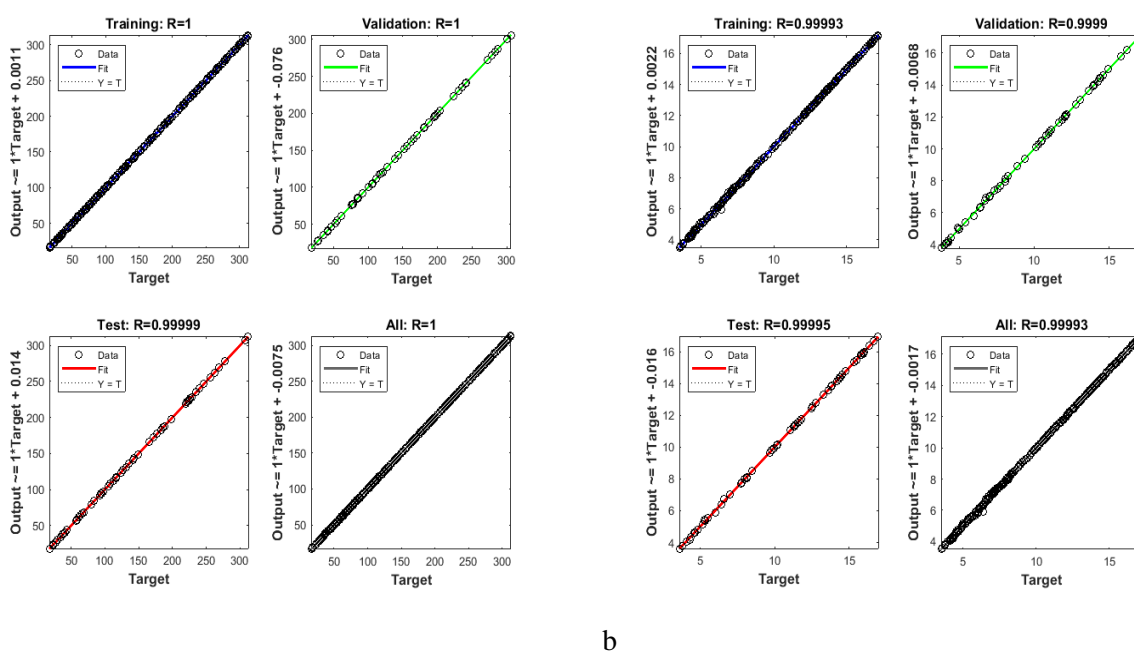 Training: R=1
Output ~= 1*Target + 0.0011
300
250
200
150
100
50
Data
Fit
Y = T
50 100 150 200 250 300
Target
Validation: R=1
Output ~= 1*Target + -0.076
300
250
200
150
100
50
Data
Fit
Y = T
50 100 150 200 250 300
Target
Training: R=0.99993
Output ~= 1*Target + 0.0022
16
14
12
10
8
6
4
Data
Fit
Y = T
5 10 15
Target
Validation: R=0.9999
Output ~= 1*Target + -0.0068
16
14
12
10
8
6
4
Data
Fit
Y = T
5 10 15
Target
Test: R=0.99999
Output ~= 1*Target + 0.014
300
250
200
150
100
50
Data
Fit
Y = T
50 100 150 200 250 300
Target
All: R=1
Output ~= 1*Target + -0.0075
300
250
200
150
100
50
Data
Fit
Y = T
50 100 150 200 250 300
Target
Test: R=0.99995
Output ~= 1*Target + -0.016
16
14
12
10
8
6
4
Data
Fit
Y = T
5 10 15
Target
All: R=0.99993
Output ~= 1*Target + -0.0017
16
14
12
10
8
6
4
Data
Fit
Y = T
5 10 15
Target
b